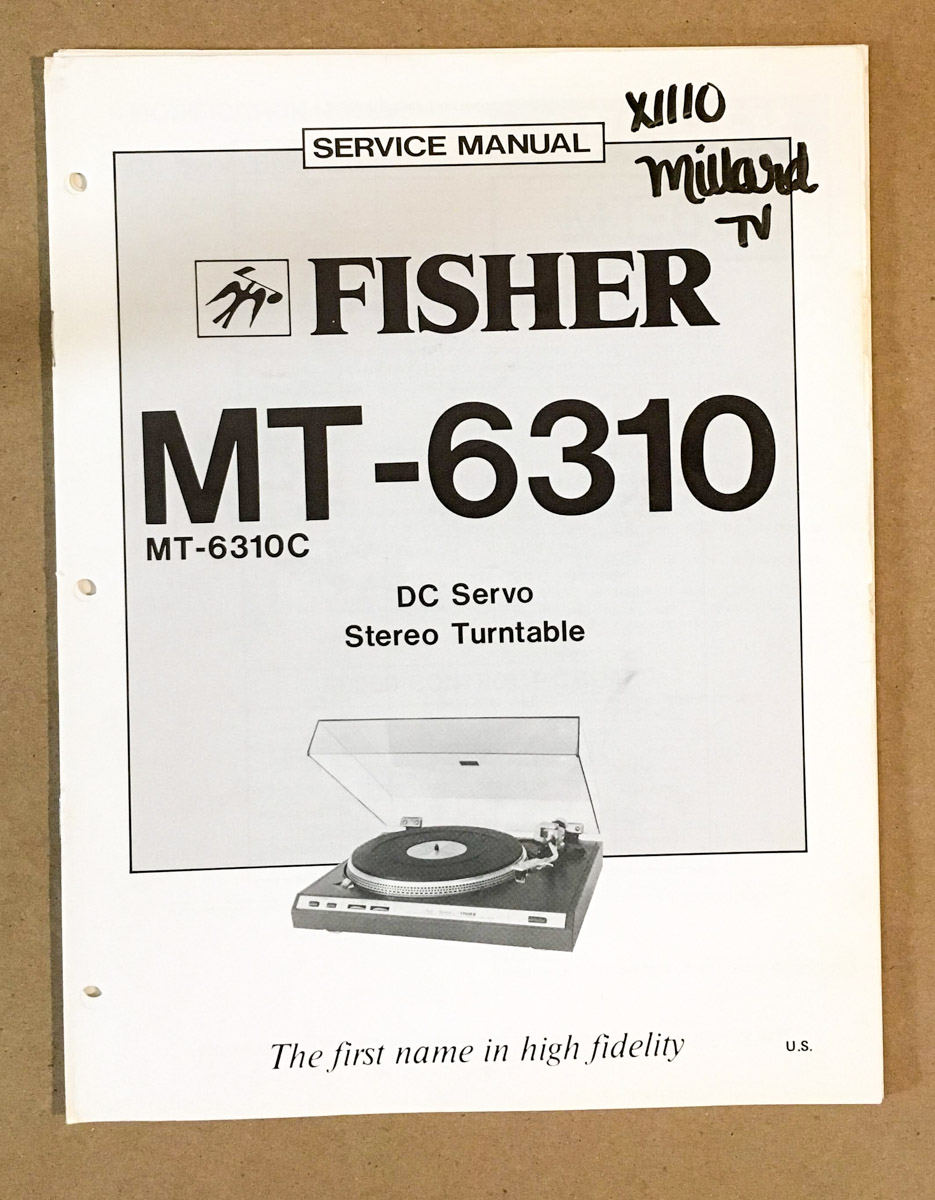 X1110
SERVICE MANUAL
Millard
TV
FISHER
MT-6310
MT-6310C
DC Servo
Stereo Turntable
The first name in high fidelity
U.S.